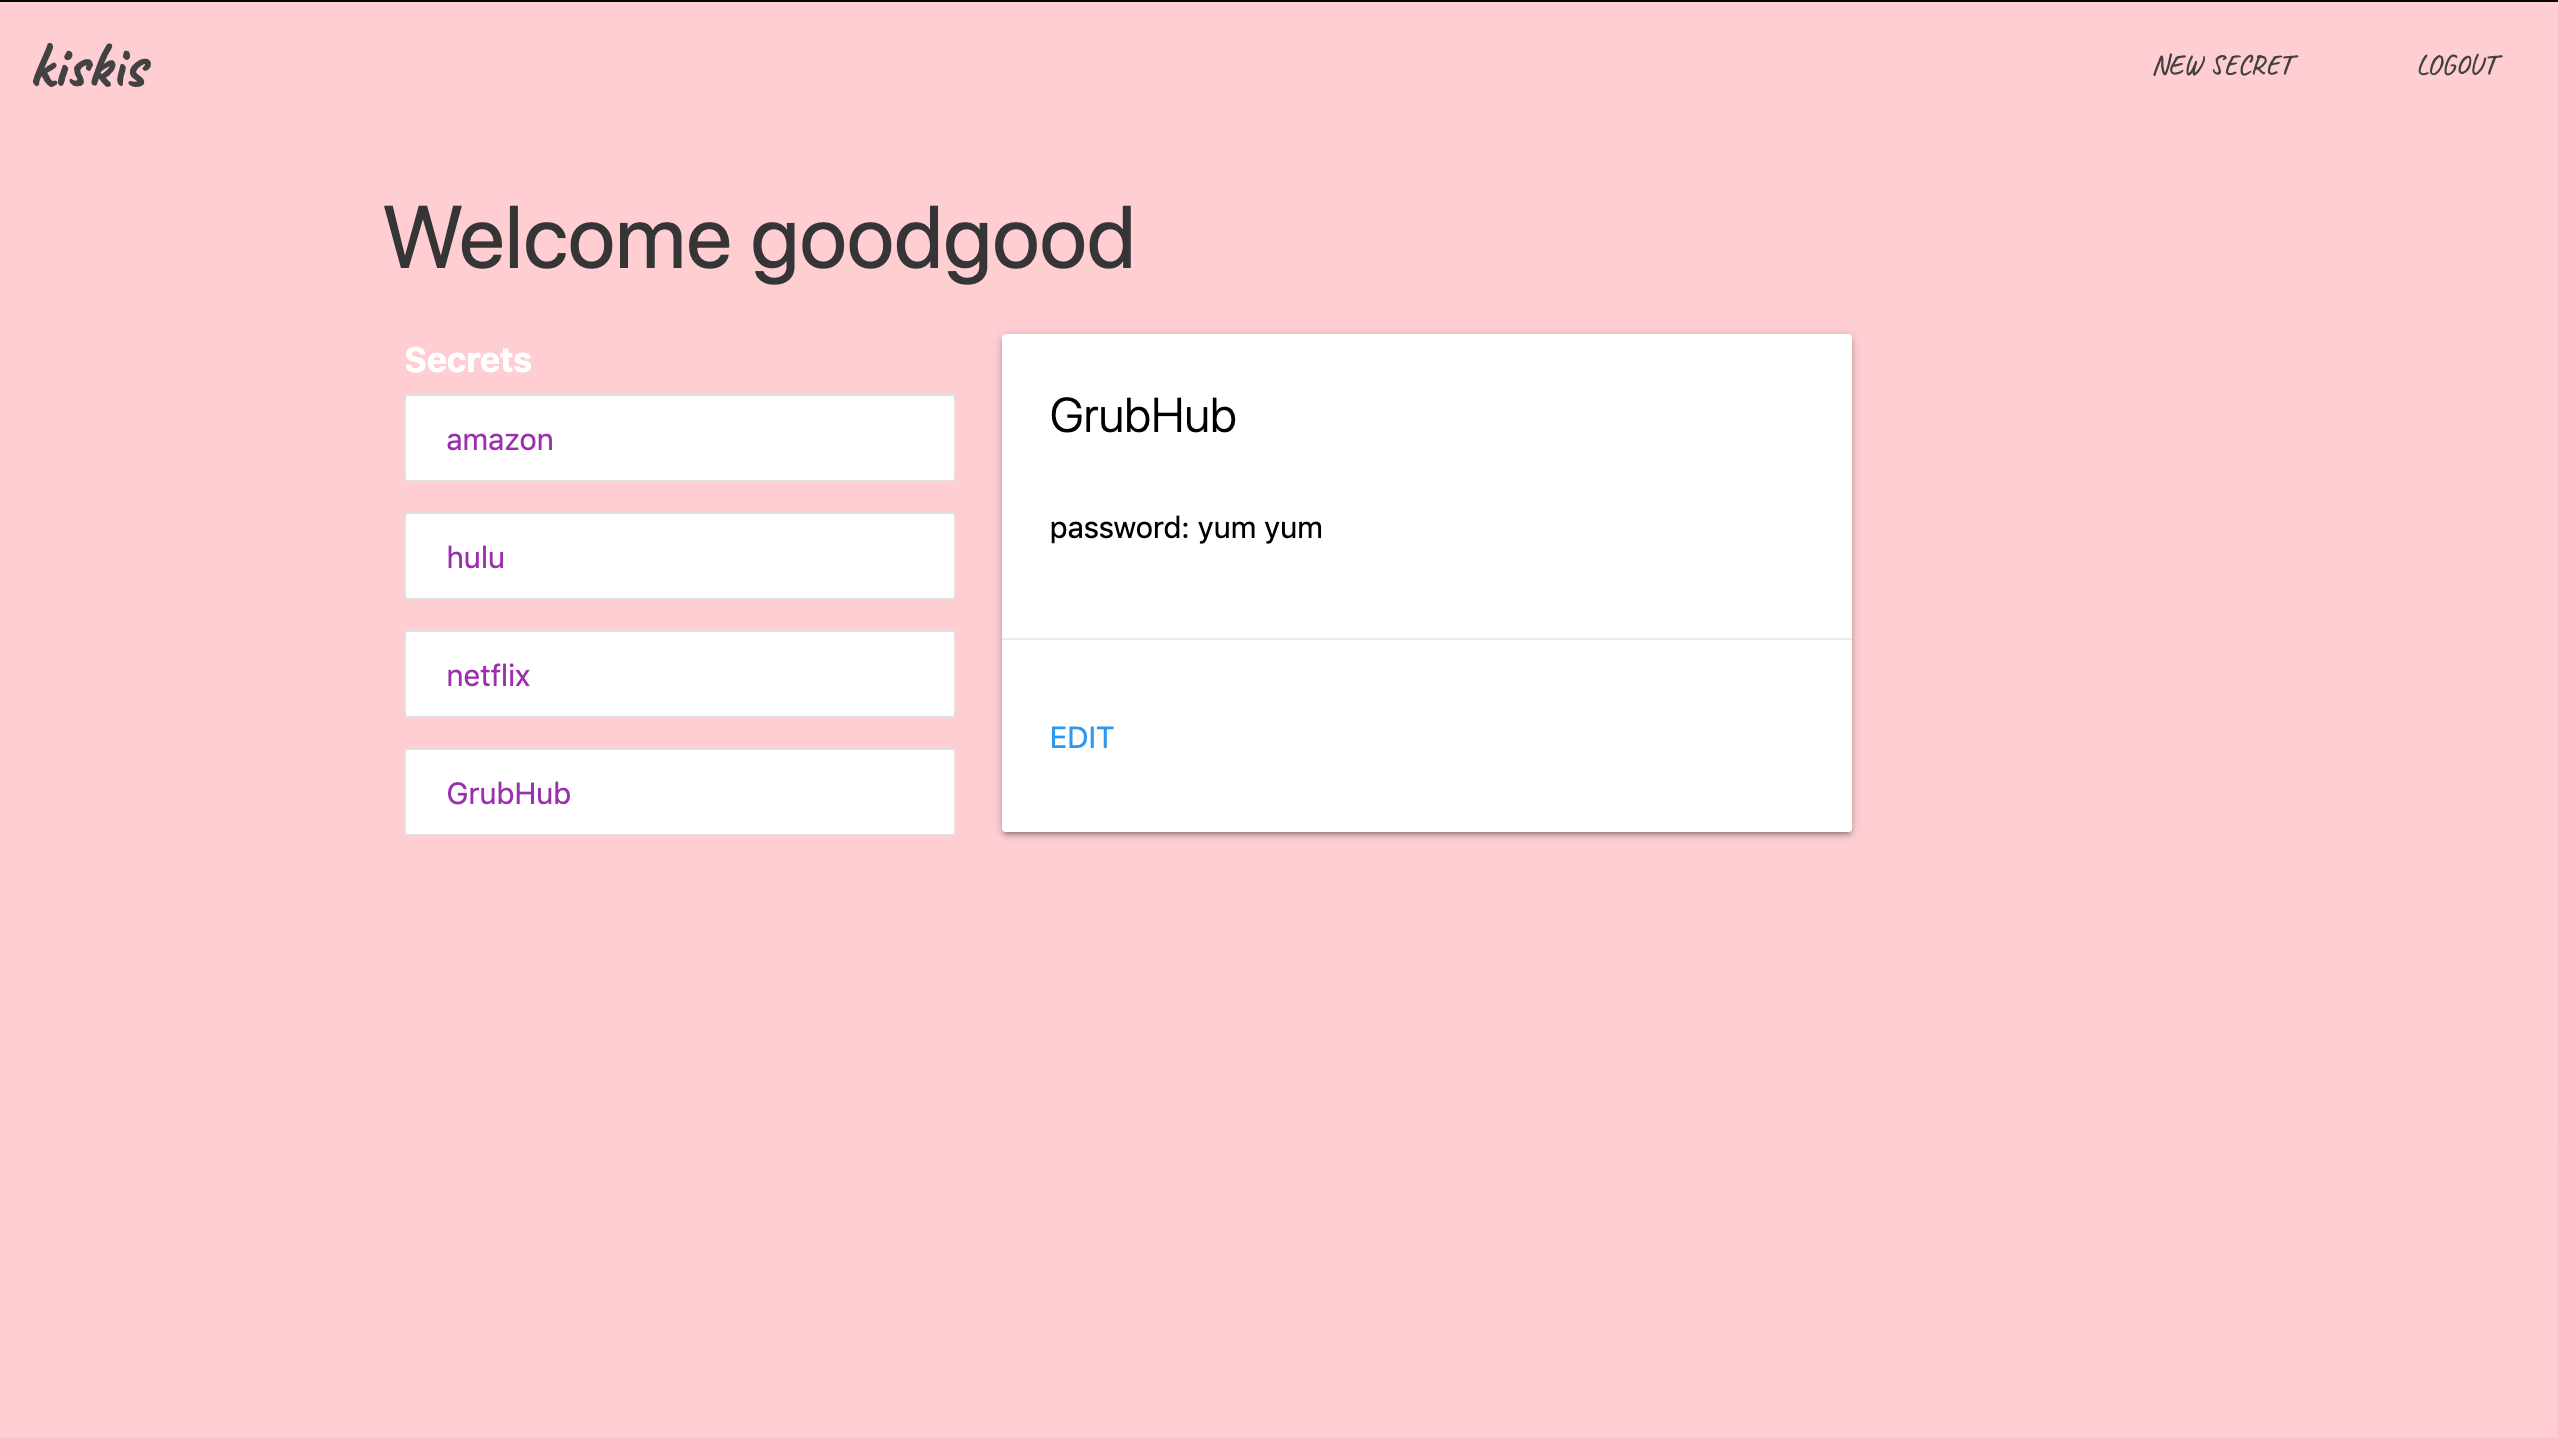 kiskis
NEW SECRET
LOGOUT
Welcome goodgood
Secrets
amazon
hulu
netflix
GrubHub
GrubHub
password: yum yum
EDIT